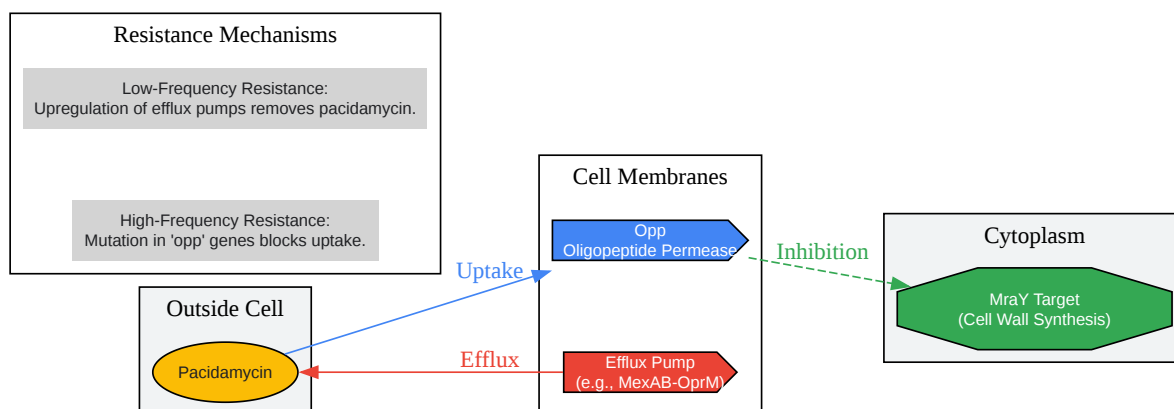 Resistance Mechanisms
Low-Frequency Resistance:
Upregulation of efflux pumps removes pacidamycin.
High-Frequency Resistance:
Mutation in 'opp' genes blocks uptake.
Cell Membranes
Opp
Oligopeptide Permease
Inhibition
Cytoplasm
MraY Target
(Cell Wall Synthesis)
Uptake
Outside Cell
Pacidamycin
Efflux
Efflux Pump
(e.g., MexAB-OprM)